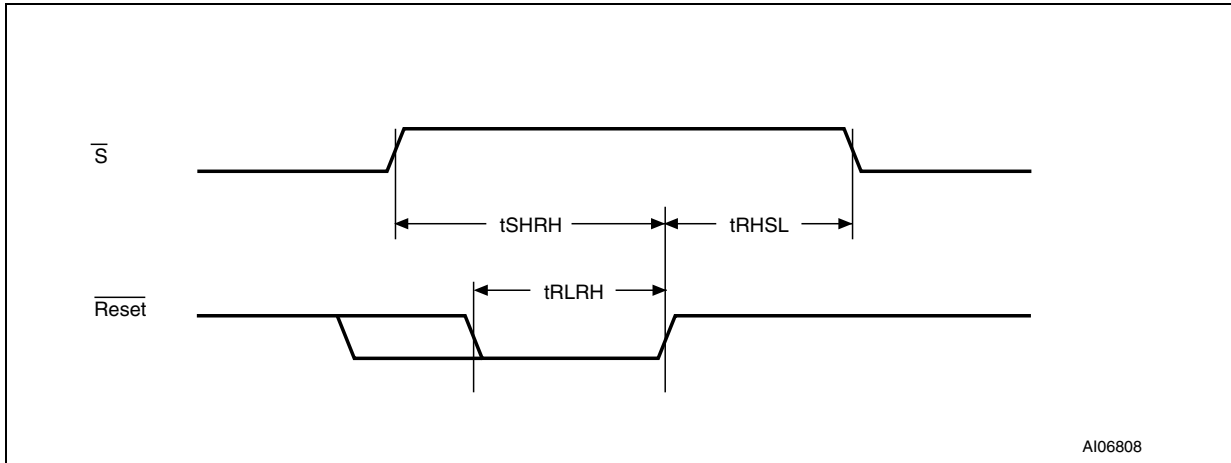 S
tSHRH
tRHSL
tRLRH
Reset
AI06808